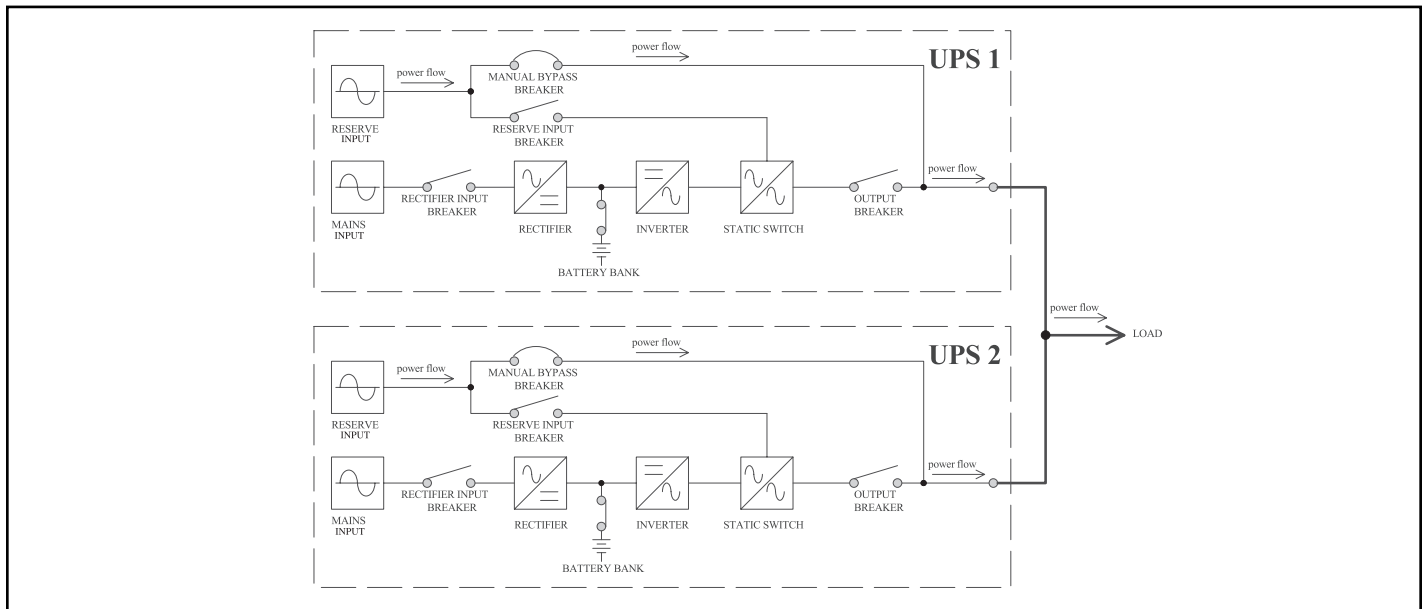 UPS 1
power flow
power flow
MANUAL BYPASS
BREAKER
RESERVE
INPUT
RESERVE INPUT
BREAKER
power flow
MAINS
INPUT
RECTIFIER INPUT
BREAKER
RECTIFIER
INVERTER
STATIC SWITCH
OUTPUT
BREAKER
BATTERY BANK
power flow
LOAD
UPS 2
power flow
power flow
MANUAL BYPASS
BREAKER
RESERVE
INPUT
RESERVE INPUT
BREAKER
power flow
MAINS
INPUT
RECTIFIER INPUT
BREAKER
RECTIFIER
INVERTER
STATIC SWITCH
OUTPUT
BREAKER
BATTERY BANK